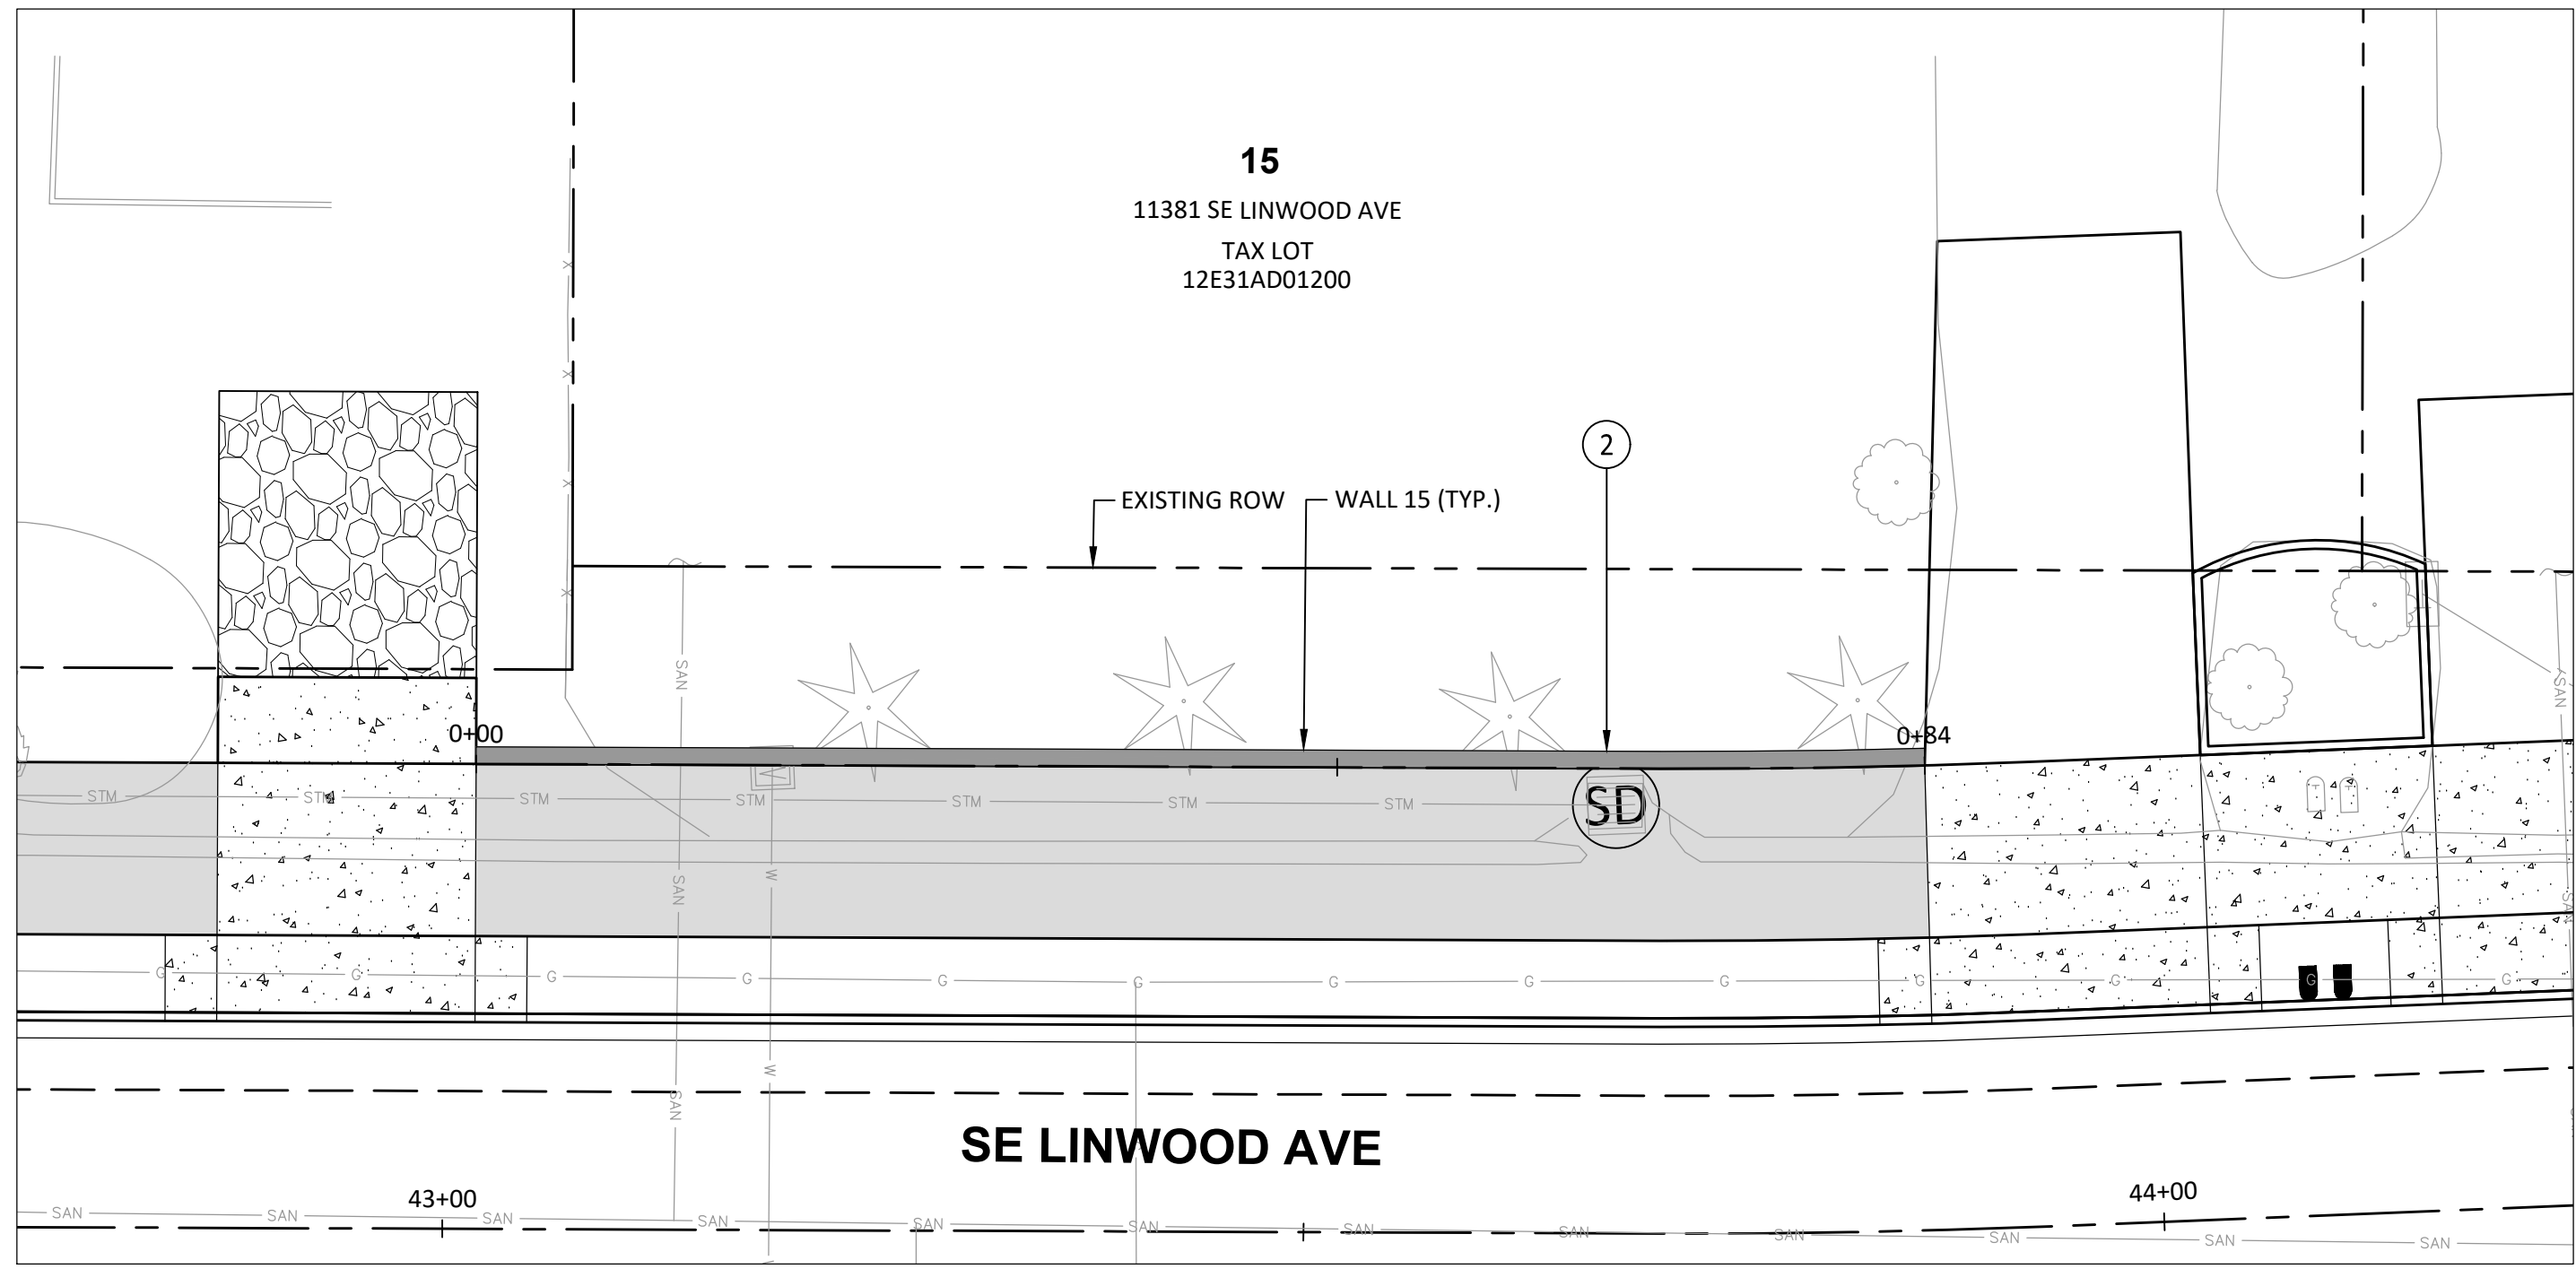 15
11381 SE LINWOOD AVE
TAX LOT
12E31AD01200
X
X
X
X
2
EXISTING ROW
WALL 15 (TYP.)
SAN
SAN
0+00
0+84
STM STM STM STM STM STM STM
SD
SAN
W
SAN
G G G G G G G G G G G G G
W
SAN
SE LINWOOD AVE
43+00
44+00
SAN SAN SAN SAN SAN SAN SAN SAN SAN SAN SAN SAN